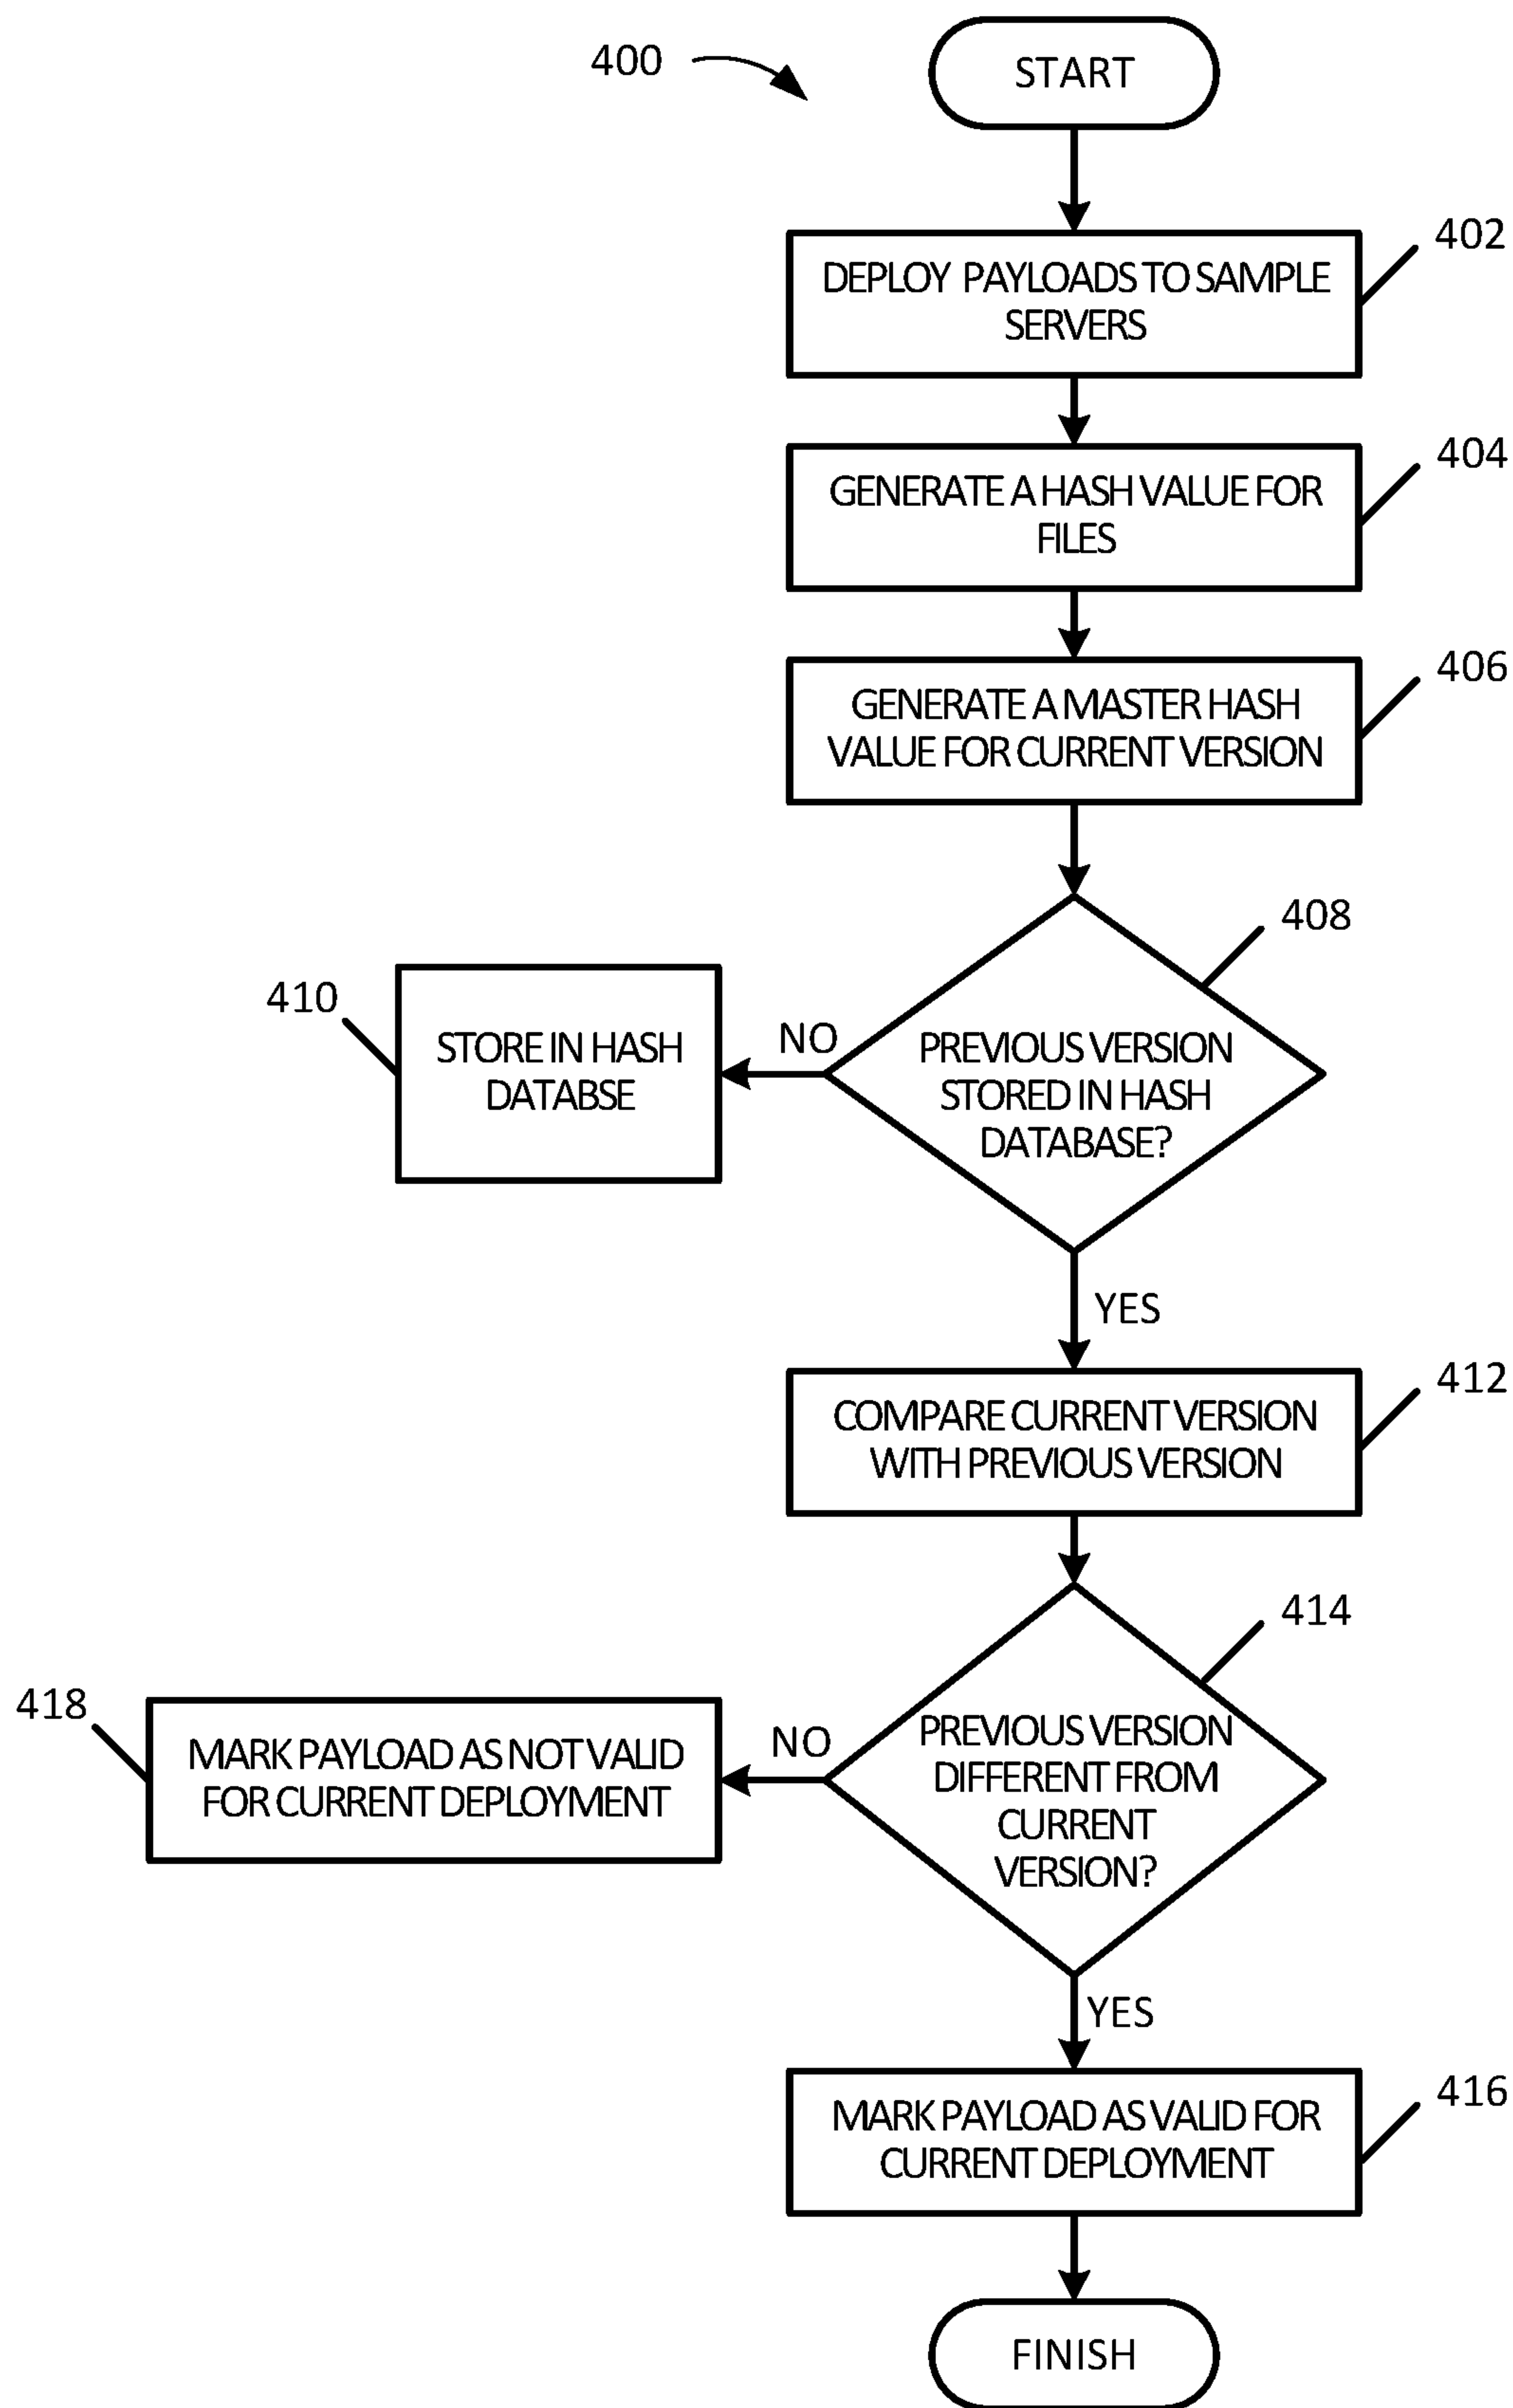 400
START
402
DEPLOY PAYLOADS TO SAMPLE
SERVERS
404
GENERATE A HASH VALUE FOR
FILES
406
GENERATE A MASTER HASH
VALUE FOR CURRENT VERSION
408
PREVIOUS VERSION
STORED IN HASH
DATABASE?
NO
410
STORE IN HASH
DATABSE
YES
412
COMPARE CURRENT VERSION
WITH PREVIOUS VERSION
414
PREVIOUS VERSION
DIFFERENT FROM
CURRENT
VERSION?
NO
418
MARK PAYLOAD AS NOT VALID
FOR CURRENT DEPLOYMENT
YES
416
MARK PAYLOAD AS VALID FOR
CURRENT DEPLOYMENT
FINISH